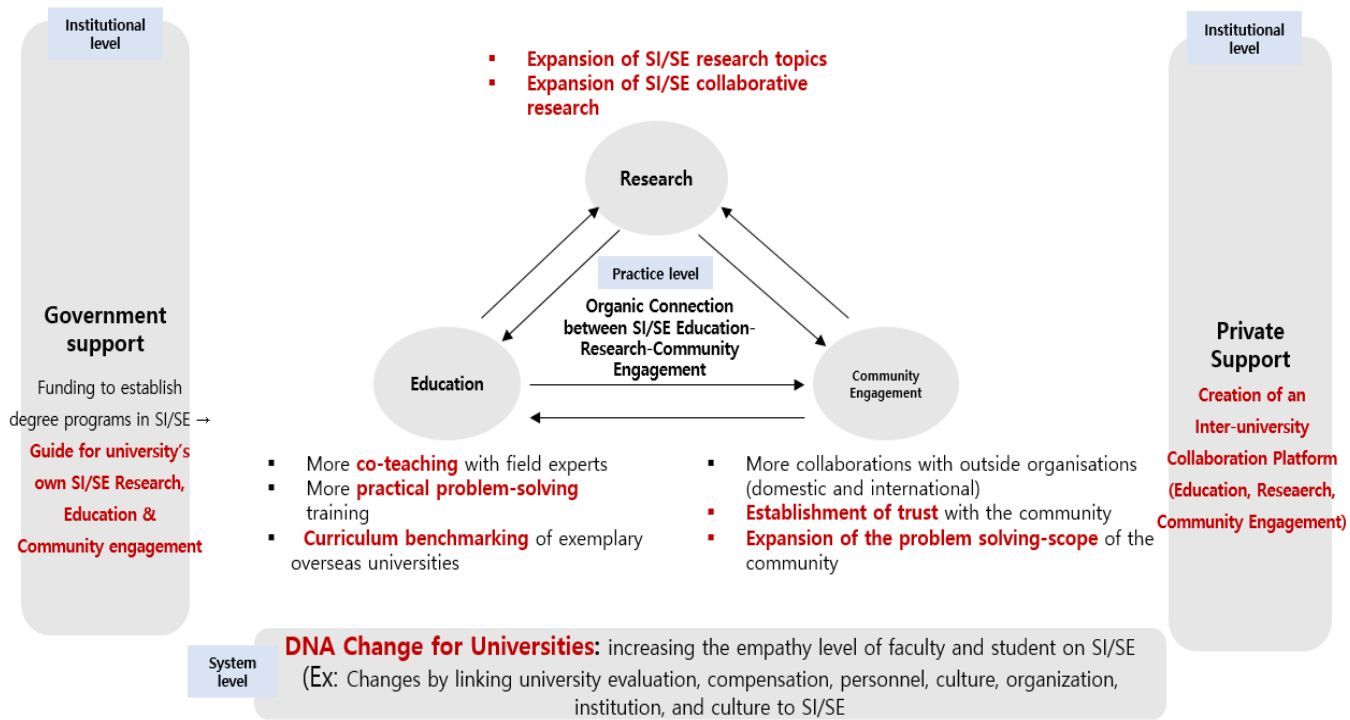 Institutional
level
Government
support
Funding to establish
degree programs in SI/SE →
Guide for university's
own SI/SE Research,
Education &
Community engagement
▪ Expansion of SI/SE research topics
▪ Expansion of SI/SE collaborative
research
Research
Practice level
Organic Connection
between SI/SE Education-
Research-Community
Engagement
Education
Community
Engagement
▪ More co-teaching with field experts
▪ More practical problem-solving
training
▪ Curriculum benchmarking of exemplary
overseas universities
▪ More collaborations with outside organisations
(domestic and international)
▪ Establishment of trust with the community
▪ Expansion of the problem solving-scope of the
community
Institutional
level
Private
Support
Creation of an
Inter-university
Collaboration Platform
(Education, Reseaerch,
Community Engagement)
System
level
DNA Change for Universities: increasing the empathy level of faculty and student on SI/SE
(Ex: Changes by linking university evaluation, compensation, personnel, culture, organization,
institution, and culture to SI/SE